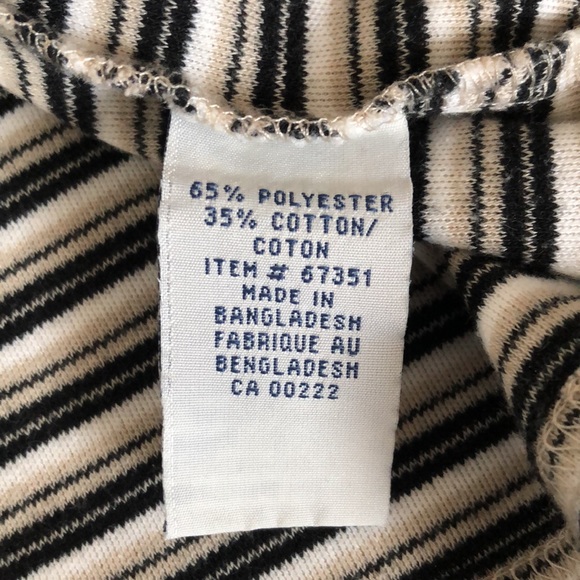 65% POLYESTER
35% COTTON/
COTON
ITEM # 67351
MADE IN
BANGLADESH
FABRIQUE AU
BENGLADESH
CA 00222